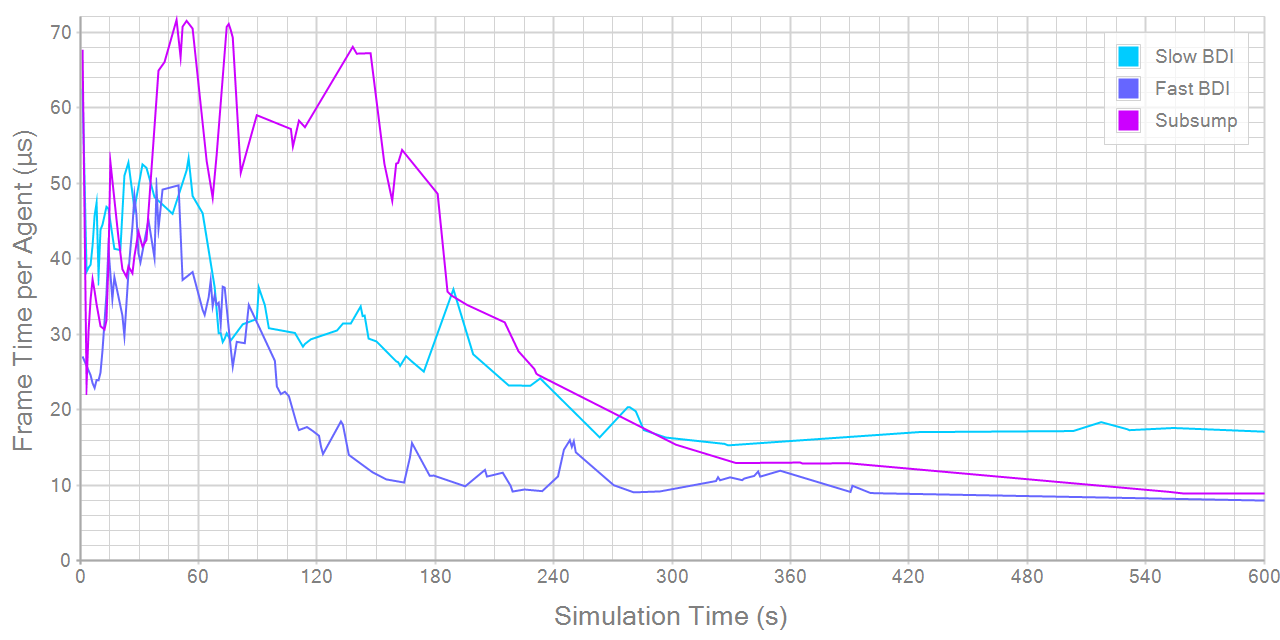 70
60
50
40
30
20
10
0
Frame Time per Agent (µs)
Slow BDI
Fast BDI
Subsump
0 60 120 180 240 300 360 420 480 540 600
Simulation Time (s)